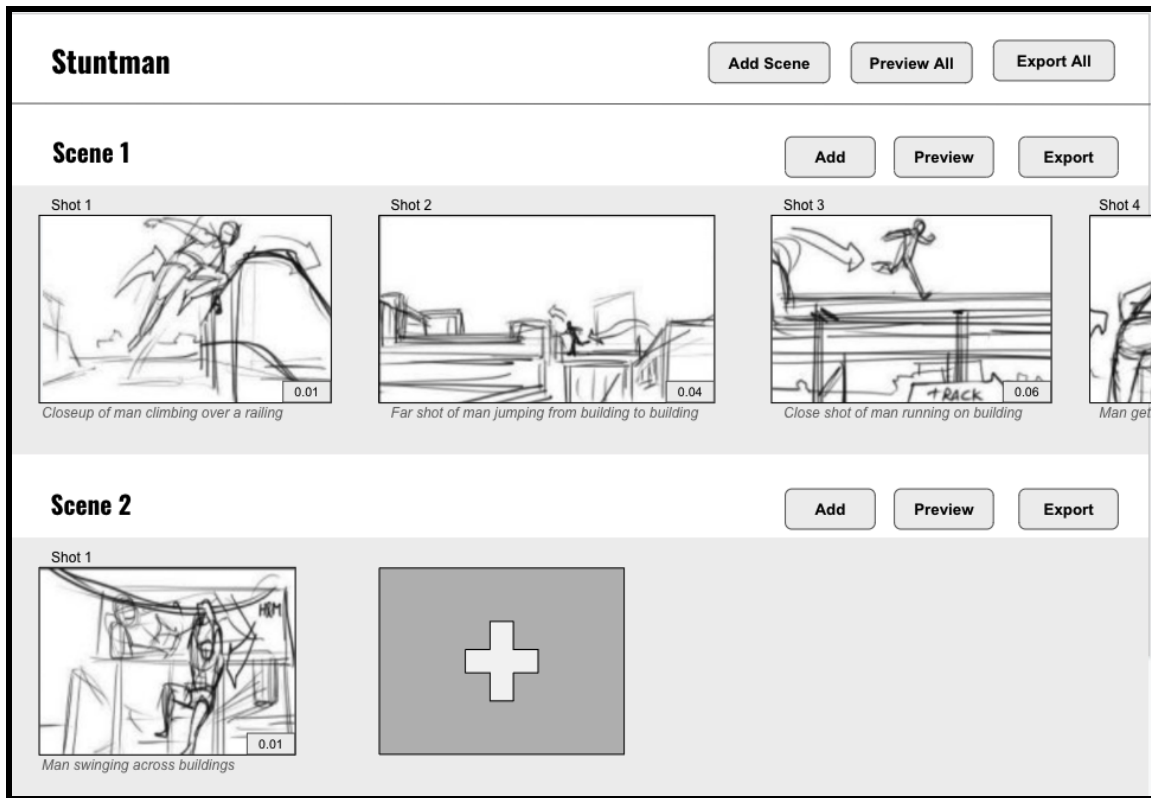 Stuntman
Add Scene
Preview All
Export All
Scene 1
Add
Preview
Export
Shot 1
Shot 2
Shot 3
Shot 4
0.01
0.04
TRACK
0.06
Closeup of man climbing over a railing
Far shot of man jumping from building to building
Close shot of man running on building
Man get
Scene 2
Add
Preview
Export
Shot 1
H&M
0.01
Man swinging across buildings